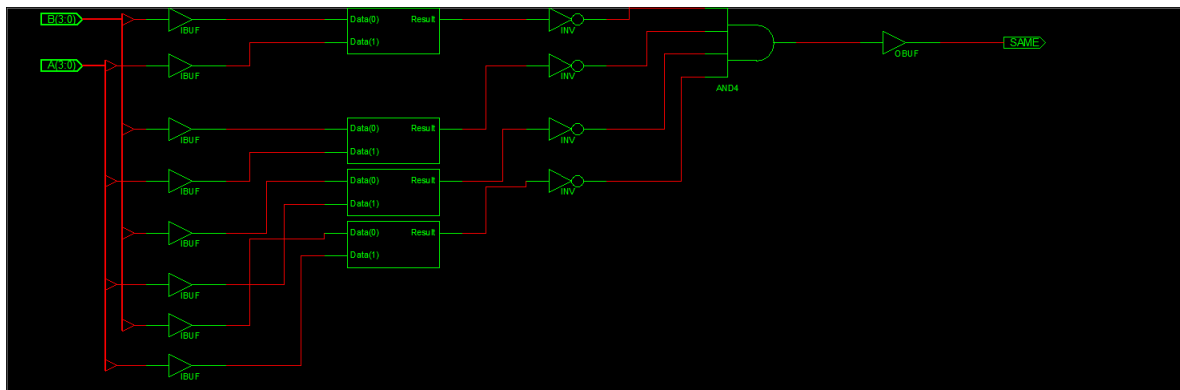 B(3:0)
IBUF
Data(0) Result
Data(1)
INV
A(3:0)
IBUF
INV
AND4
OBUF
SAME
IBUF
Data(0) Result
Data(1)
INV
IBUF
Data(0) Result
Data(1)
INV
IBUF
Data(0) Result
Data(1)
IBUF
IBUF
IBUF